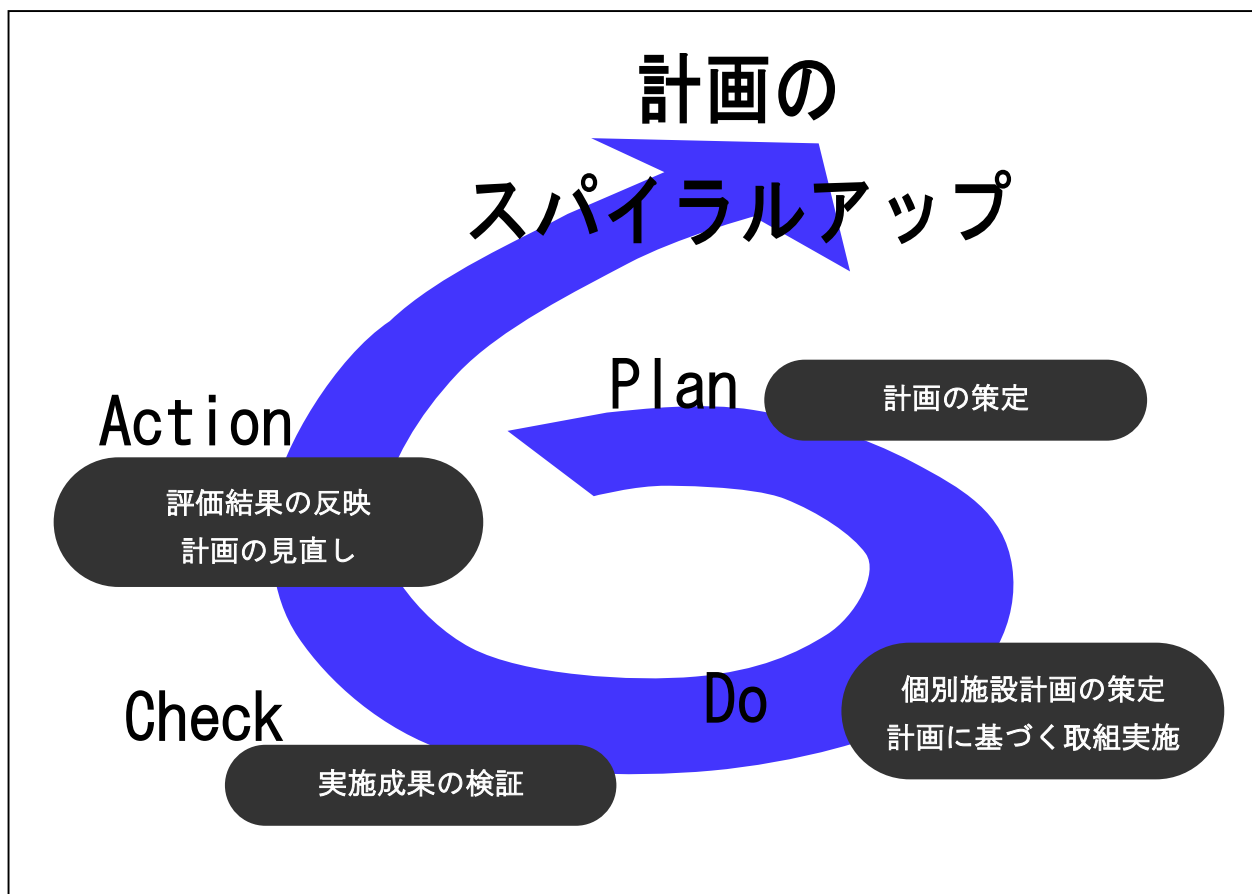 計画の
スパイラルアップ
Plan
計画の策定
Do
個別施設計画の策定
計画に基づく取組実施
Check
実施成果の検証
Action
評価結果の反映
計画の見直し